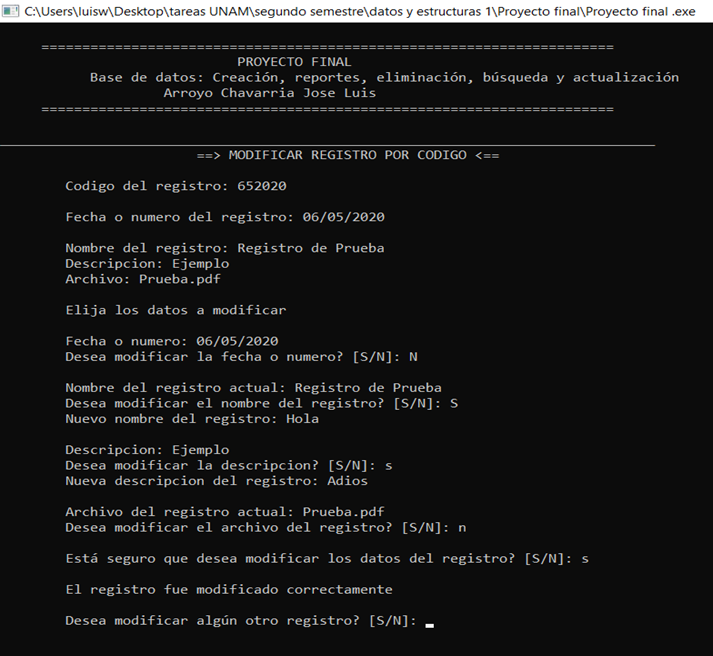 C:\Users\luisw\Desktop\tareas UNAM\segundo semestre\datos y estructuras 1\Proyecto final\Proyecto final .exe
======================================================================
PROYECTO FINAL
Base de datos: Creación, reportes, eliminación, búsqueda y actualización
Arroyo Chavarria Jose Luis
======================================================================
==> MODIFICAR REGISTRO POR CODIGO <==
Codigo del registro: 652020
Fecha o numero del registro: 06/05/2020
Nombre del registro: Registro de Prueba
Descripcion: Ejemplo
Archivo: Prueba.pdf
Elija los datos a modificar
Fecha o numero: 06/05/2020
Desea modificar la fecha o numero? [S/N]: N
Nombre del registro actual: Registro de Prueba
Desea modificar el nombre del registro? [S/N]: S
Nuevo nombre del registro: Hola
Descripcion: Ejemplo
Desea modificar la descripcion? [S/N]: s
Nueva descripcion del registro: Adios
Archivo del registro actual: Prueba.pdf
Desea modificar el archivo del registro? [S/N]: n
Está seguro que desea modificar los datos del registro? [S/N]: s
El registro fue modificado correctamente
Desea modificar algún otro registro? [S/N]: